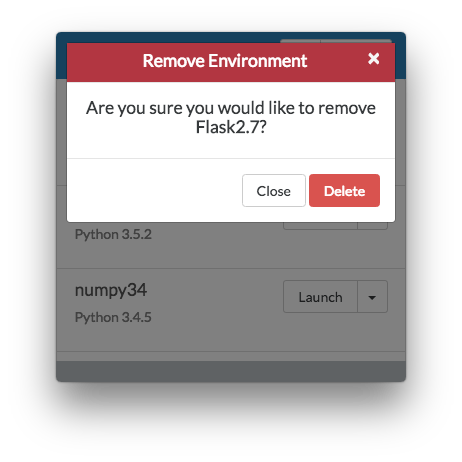 Remove Environment ×
Are you sure you would like to remove
Flask2.7?
Close Delete
Python 3.5.2
numpy34
Launch
Python 3.4.5